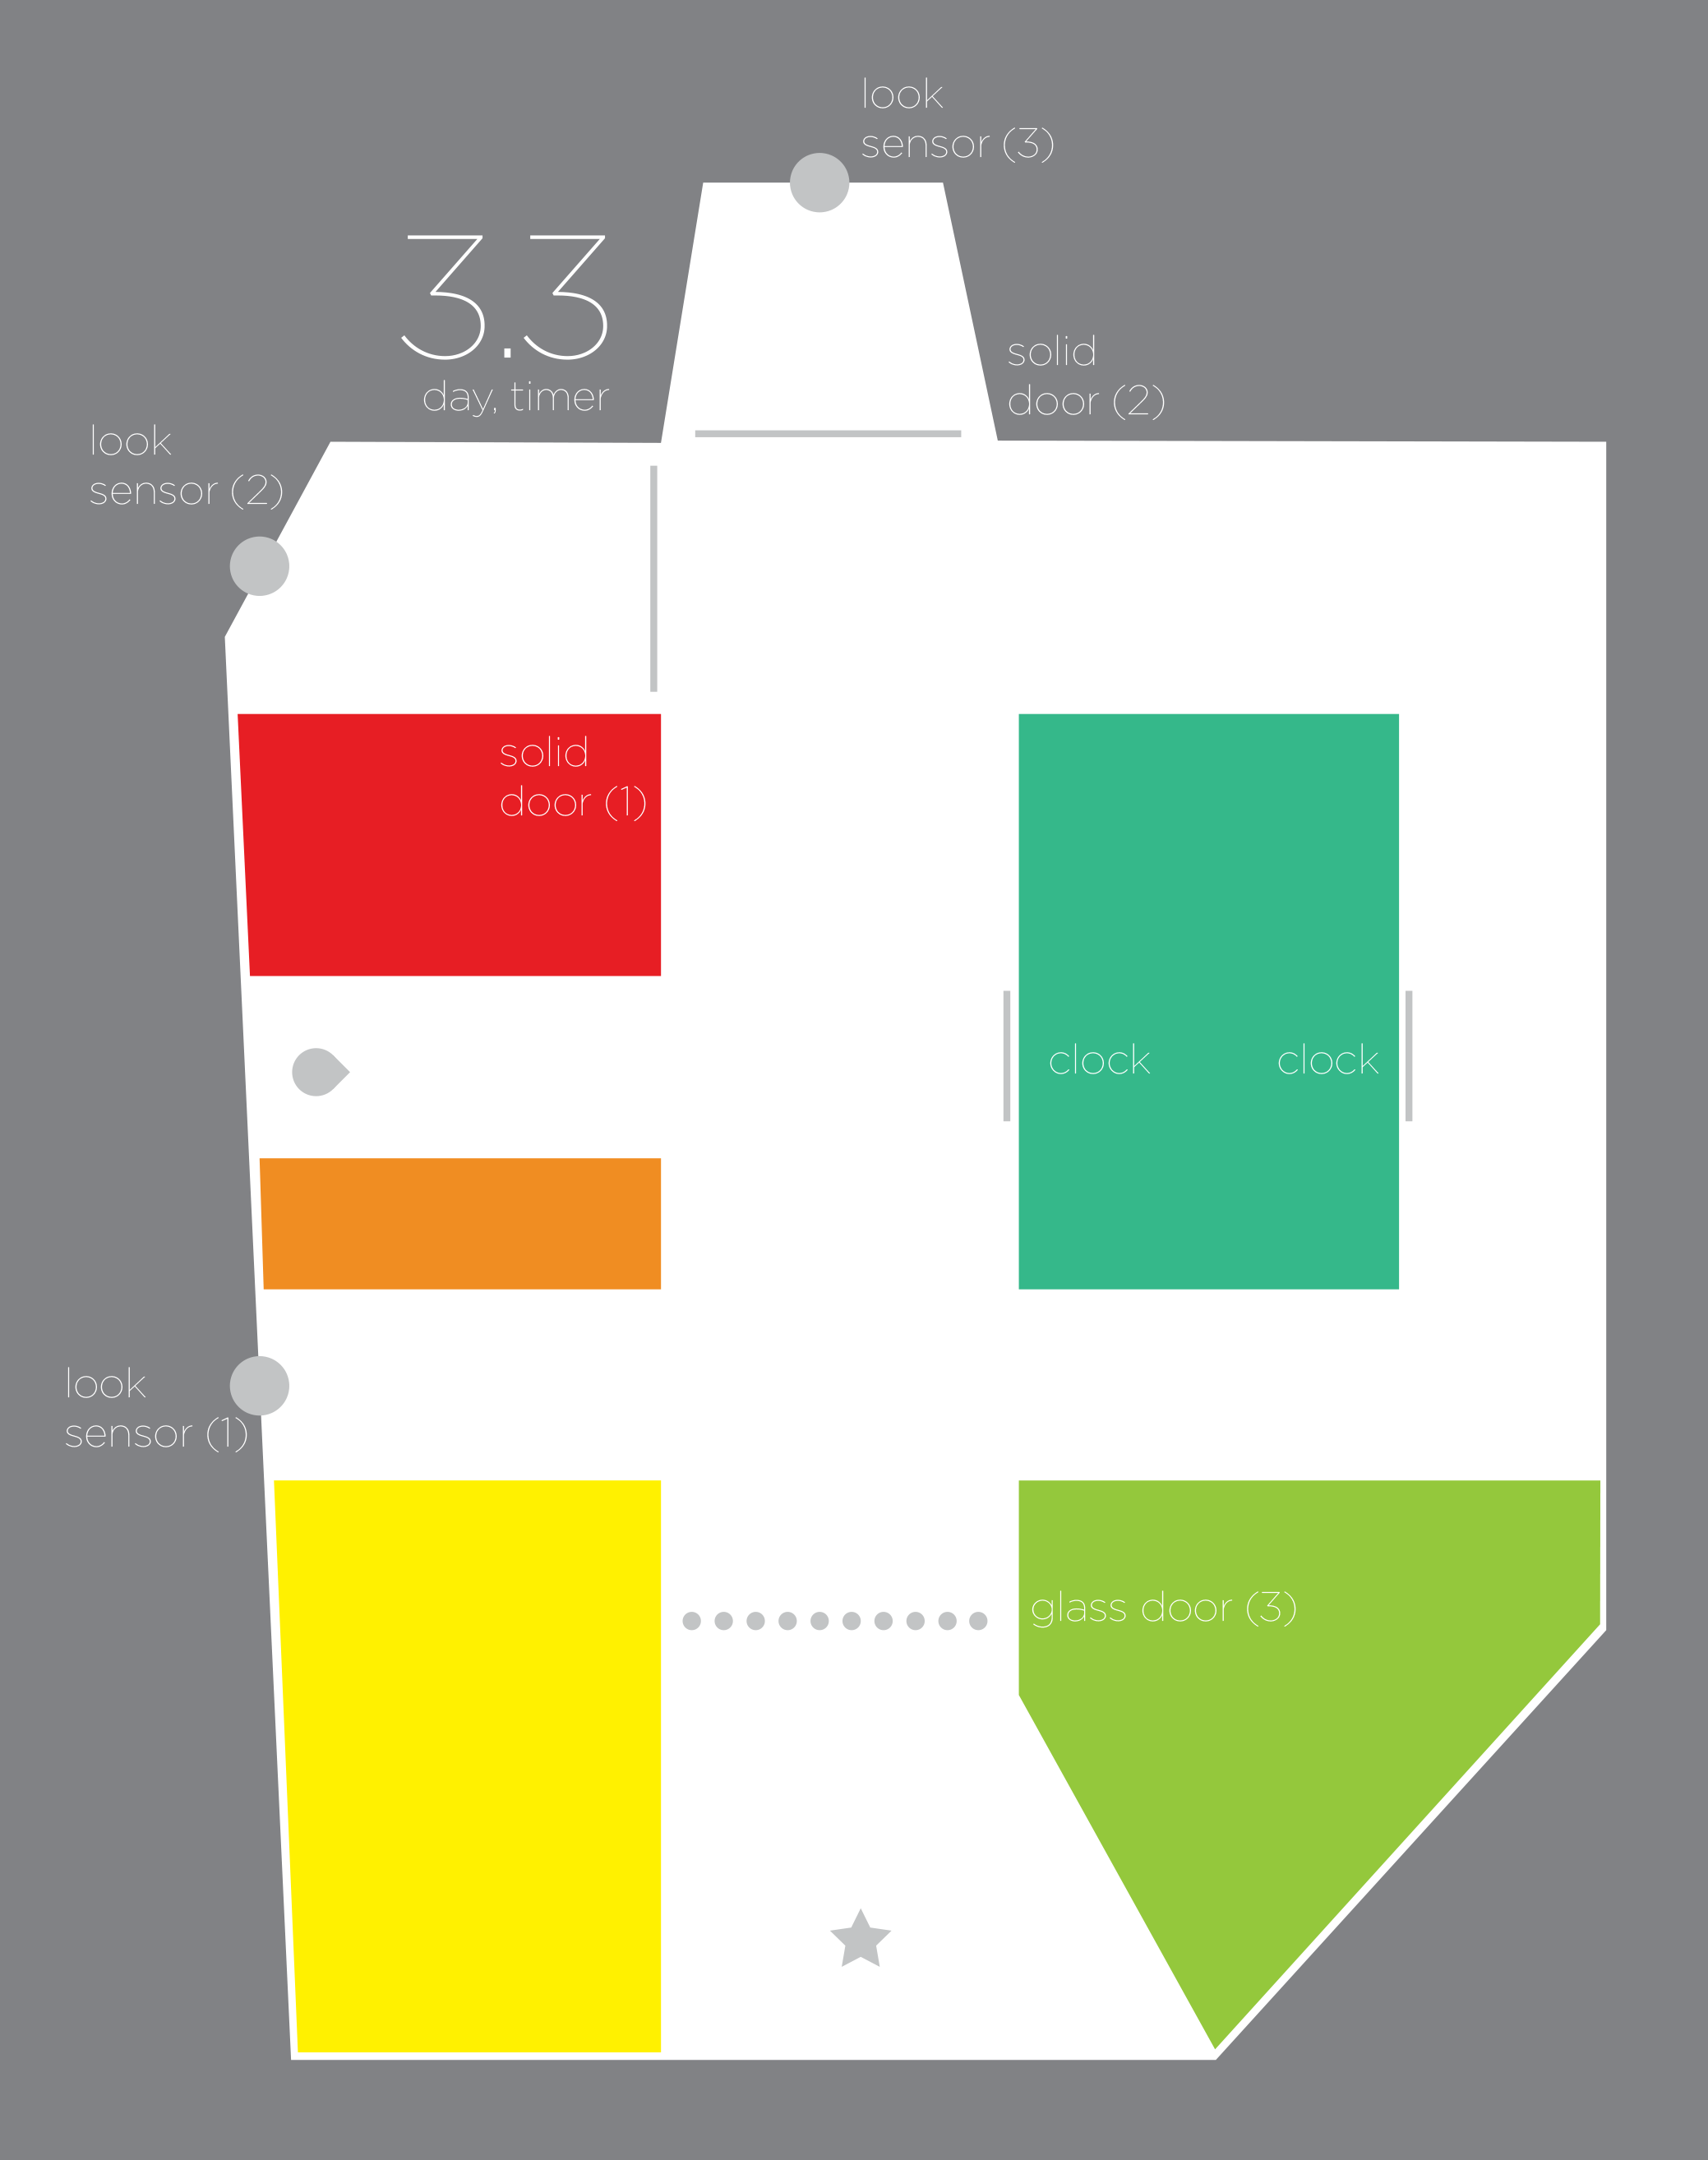 look
sensor (3)
3.3
day, timer
solid
door (2)
look
sensor (2)
solid
door (1)
clock
clock
look
sensor (1)
glass door (3)